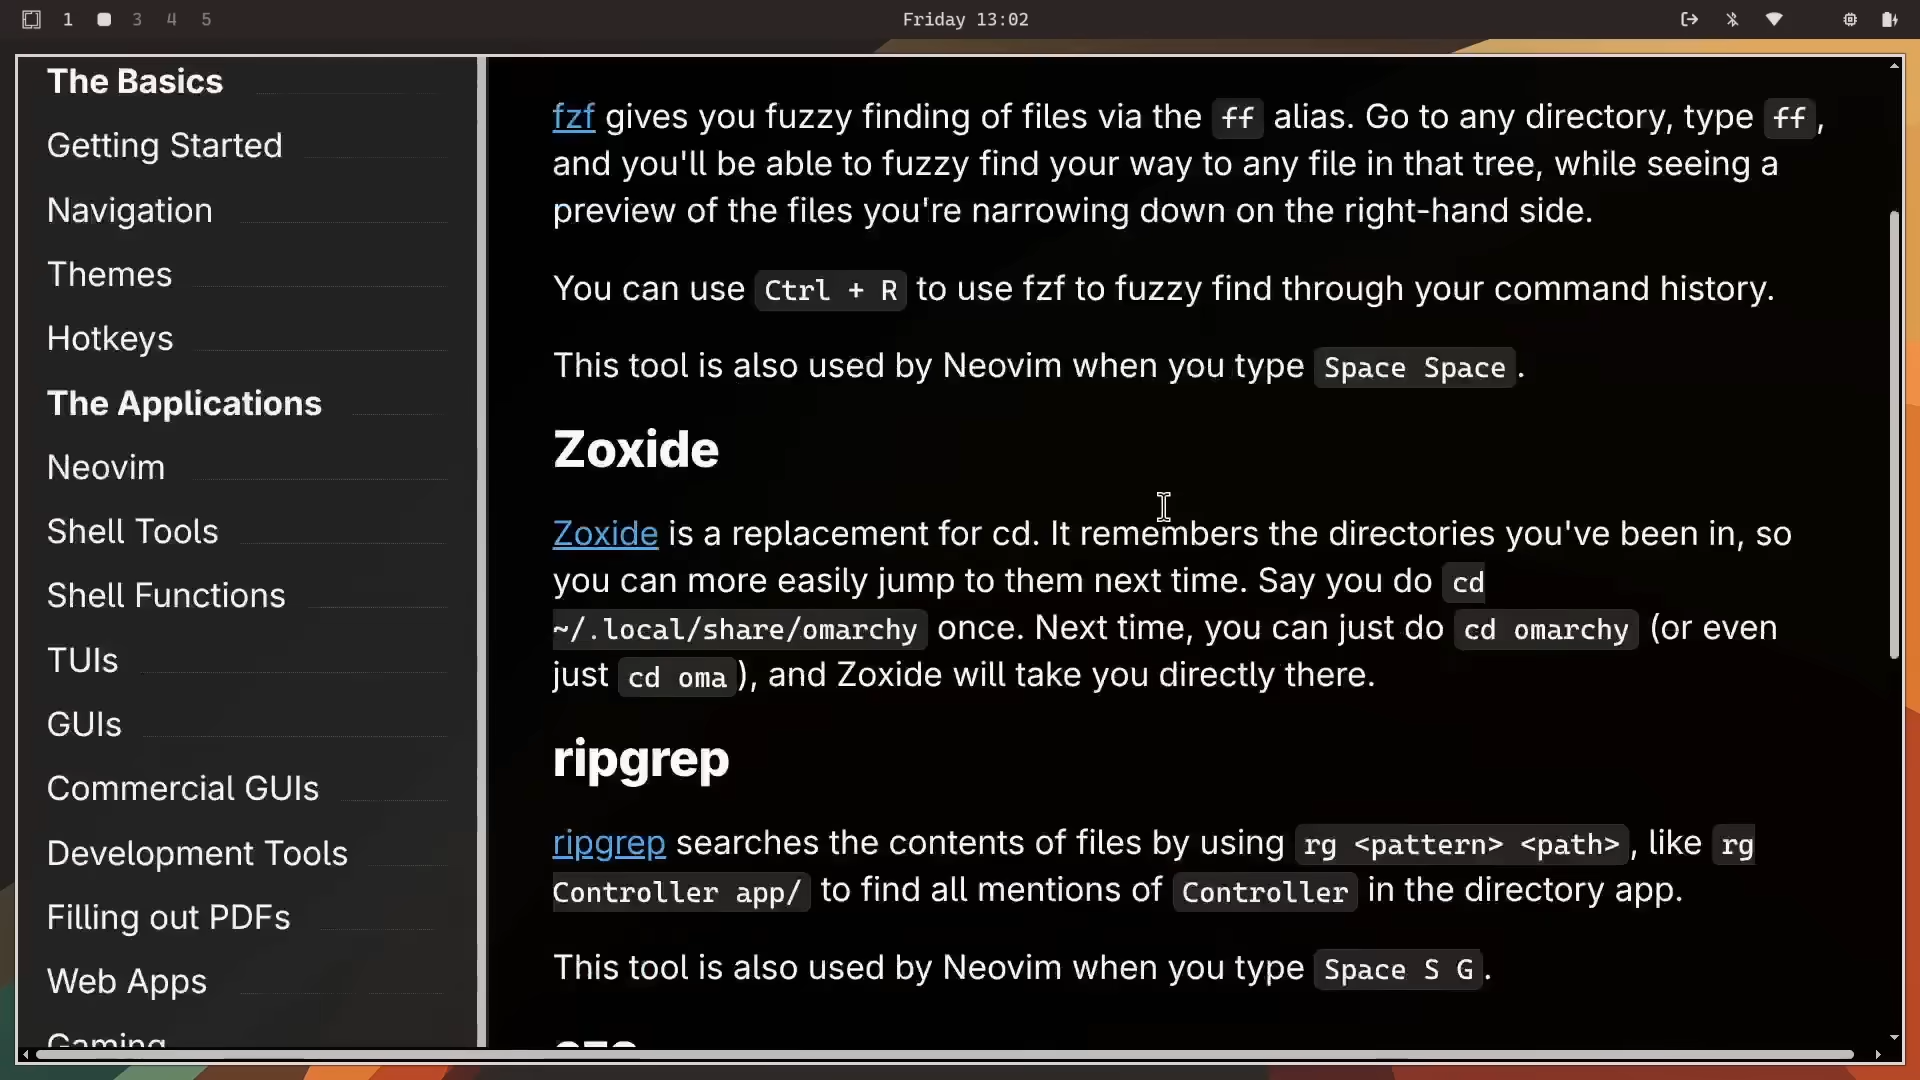 1 3 4 5
Friday 13:02
The Basics
Getting Started
Navigation
Themes
Hotkeys
The Applications
Neovim
Shell Tools
Shell Functions
TUIs
GUIs
Commercial GUIs
Development Tools
Filling out PDFs
Web Apps
Gaming
fzf gives you fuzzy finding of files via the ff alias. Go to any directory, type ff,
and you'll be able to fuzzy find your way to any file in that tree, while seeing a
preview of the files you're narrowing down on the right-hand side.
You can use Ctrl + R to use fzf to fuzzy find through your command history.
This tool is also used by Neovim when you type Space Space.
Zoxide
Zoxide is a replacement for cd. It remembers the directories you've been in, so
you can more easily jump to them next time. Say you do cd
~/.local/share/omarchy once. Next time, you can just do cd omarchy (or even
just cd oma), and Zoxide will take you directly there.
ripgrep
ripgrep searches the contents of files by using rg <pattern> <path>, like rg
Controller app/ to find all mentions of Controller in the directory app.
This tool is also used by Neovim when you type Space S G.